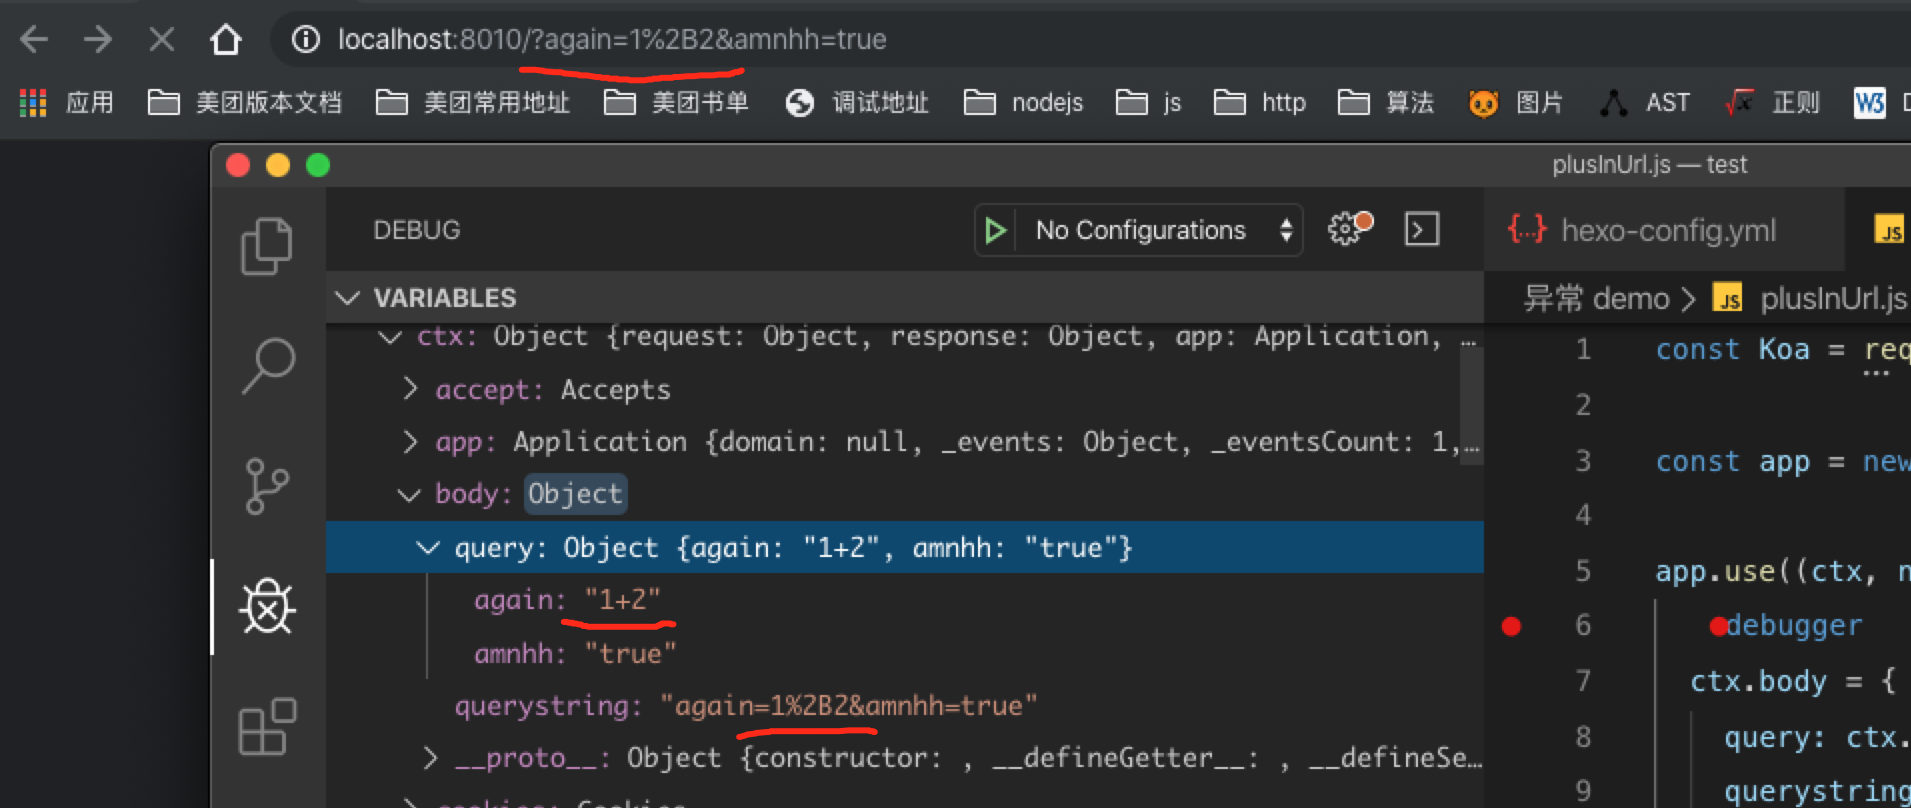 localhost:8010/?again=1%2B2&amnhh=true
应用 美团版本文档 美团常用地址 美团书单 调试地址 nodejs js http 算法 图片 AST 正则 W3
plusInUrl.js — test
DEBUG No Configurations {...} hexo-config.yml JS
VARIABLES 异常 demo > JS plusInUrl.js
ctx: Object {request: Object, response: Object, app: Application, …
accept: Accepts
app: Application {domain: null, _events: Object, _eventsCount: 1,…
body: Object
query: Object {again: "1+2", amnhh: "true"}
again: "1+2"
amnhh: "true"
querystring: "again=1%2B2&amnhh=true"
__proto__: Object {constructor: , __defineGetter__: , __defineSe…
1 const Koa = req
2
3 const app = new
4
5 app.use((ctx, n
6 debugger
7 ctx.body = {
8 query: ctx.
9 querystring